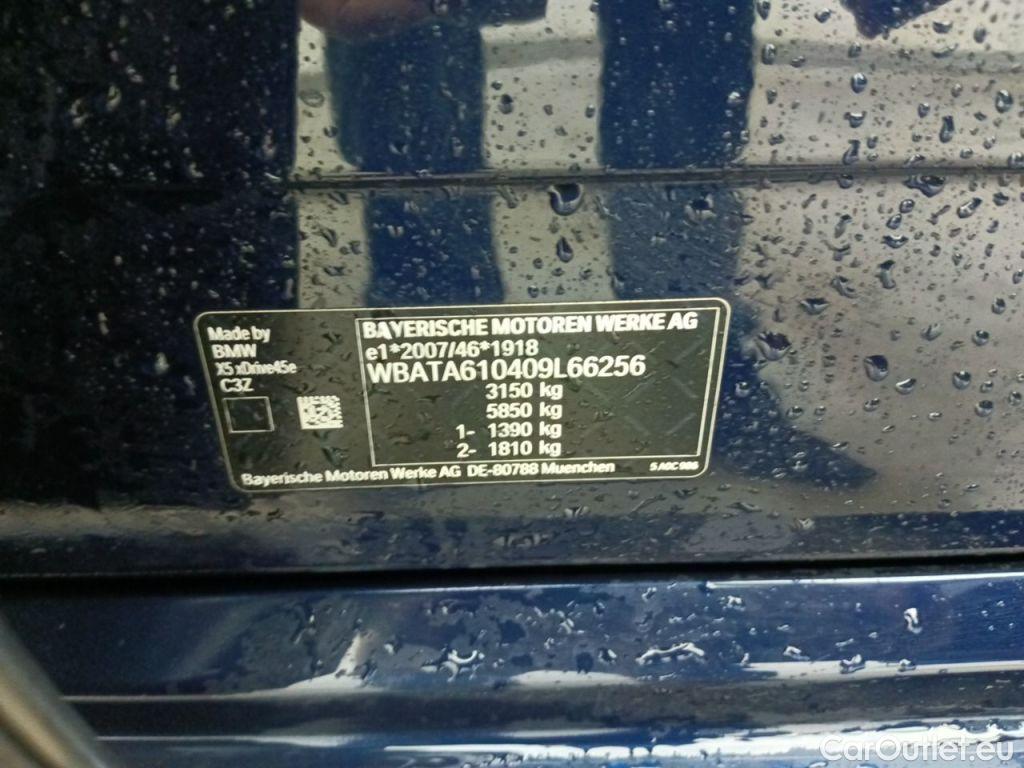 Made by
BMW
X5 xDrive45e
C3Z
BAYERISCHE MOTOREN WERKE AG
e1*2007/46*1918
WBATA610409L66256
3150 kg
5850 kg
1- 1390 kg
2- 1810 kg
Bayerische Motoren Werke AG DE-80788 Muenchen
CarOutlet.eu